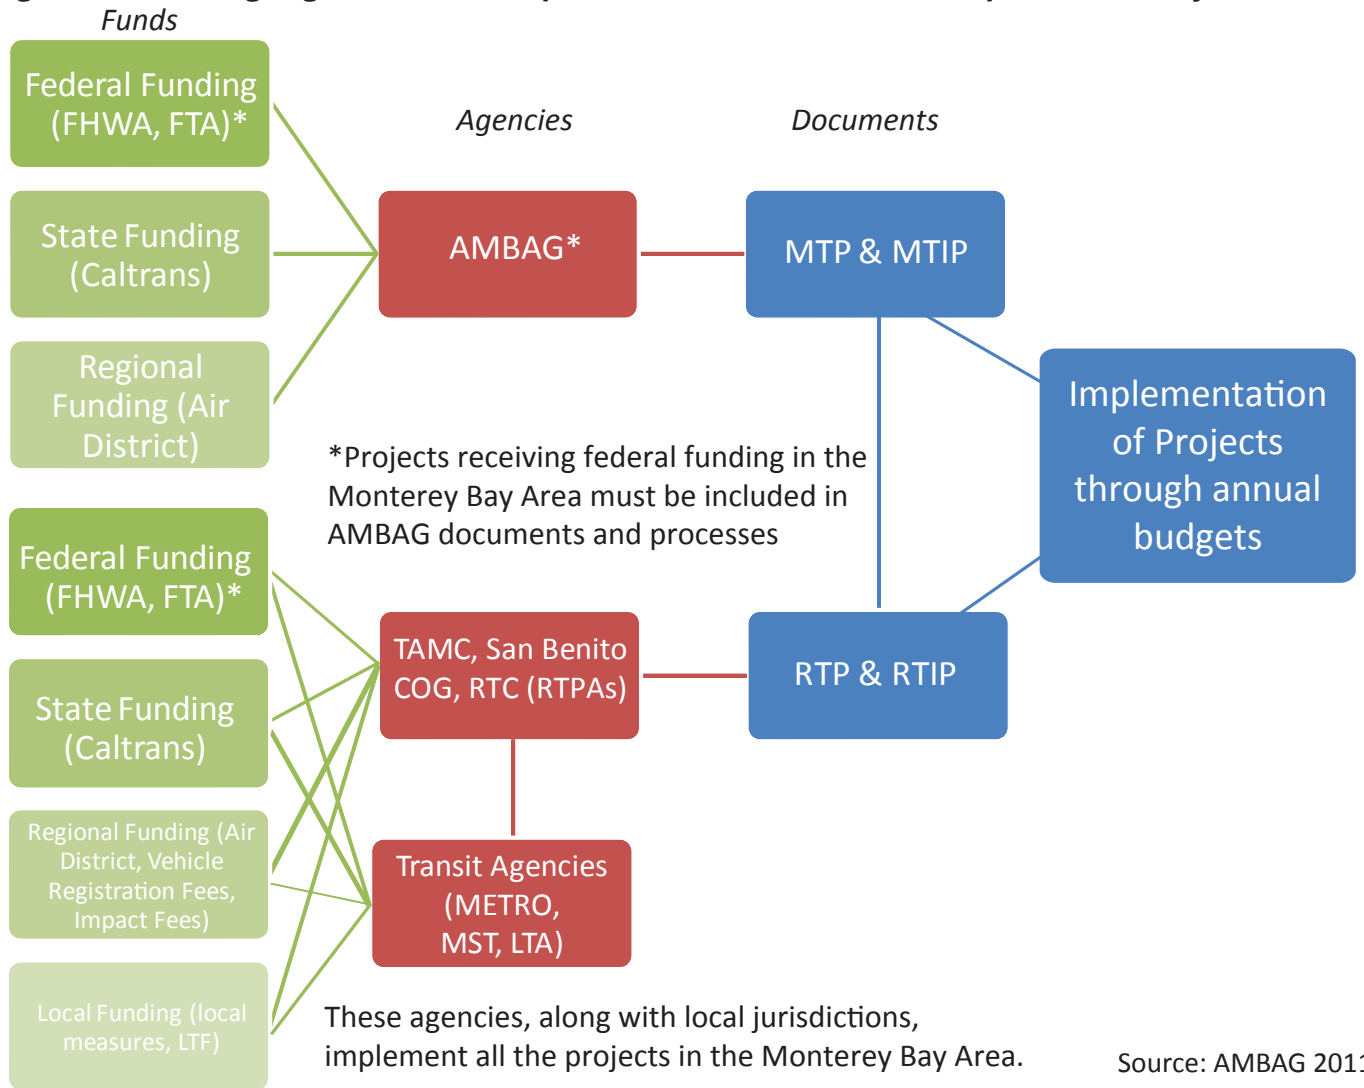 Funds
Federal Funding
(FHWA, FTA)*
Agencies
Documents
State Funding
(Caltrans)
AMBAG*
MTP & MTIP
Regional
Funding (Air
District)
Implementation
of Projects
through annual
budgets
*Projects receiving federal funding in the
Monterey Bay Area must be included in
AMBAG documents and processes
Federal Funding
(FHWA, FTA)*
TAMC, San Benito
COG, RTC (RTPAs)
RTP & RTIP
State Funding
(Caltrans)
Regional Funding (Air
District, Vehicle
Registration Fees,
Impact Fees)
Transit Agencies
(METRO,
MST, LTA)
Local Funding (local
measures, LTF)
These agencies, along with local jurisdictions,
implement all the projects in the Monterey Bay Area.
Source: AMBAG 2011